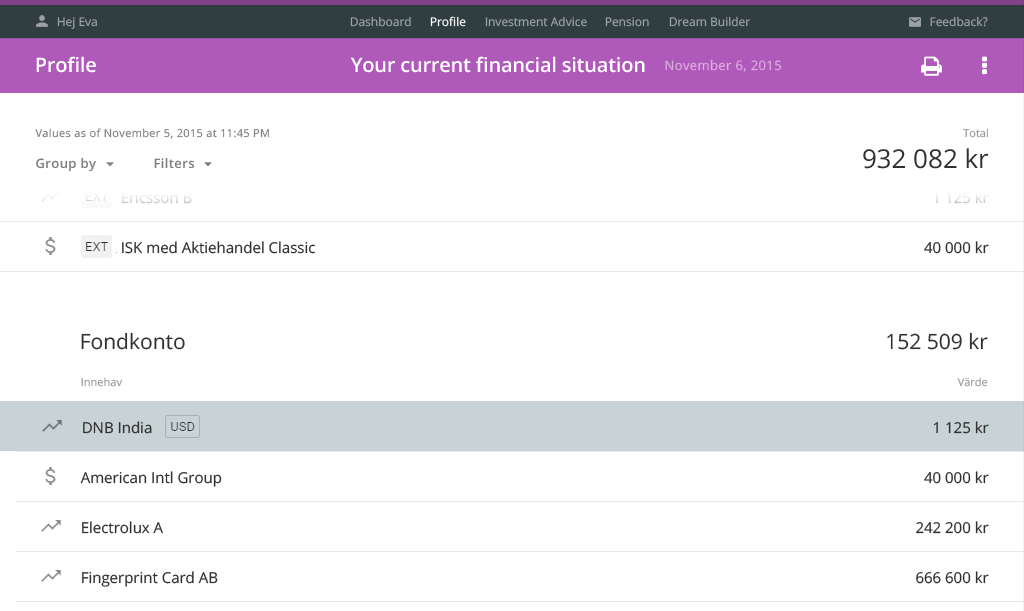 Hej Eva Dashboard Profile Investment Advice Pension Dream Builder Feedback?
Profile Your current financial situation November 6, 2015
Values as of November 5, 2015 at 11:45 PM Total
Group by Filters 932 082 kr
EXT Ericsson B 1 125 kr
EXT ISK med Aktiehandel Classic 40 000 kr
Fondkonto 152 509 kr
Innehav Värde
DNB India USD 1 125 kr
American Intl Group 40 000 kr
Electrolux A 242 200 kr
Fingerprint Card AB 666 600 kr